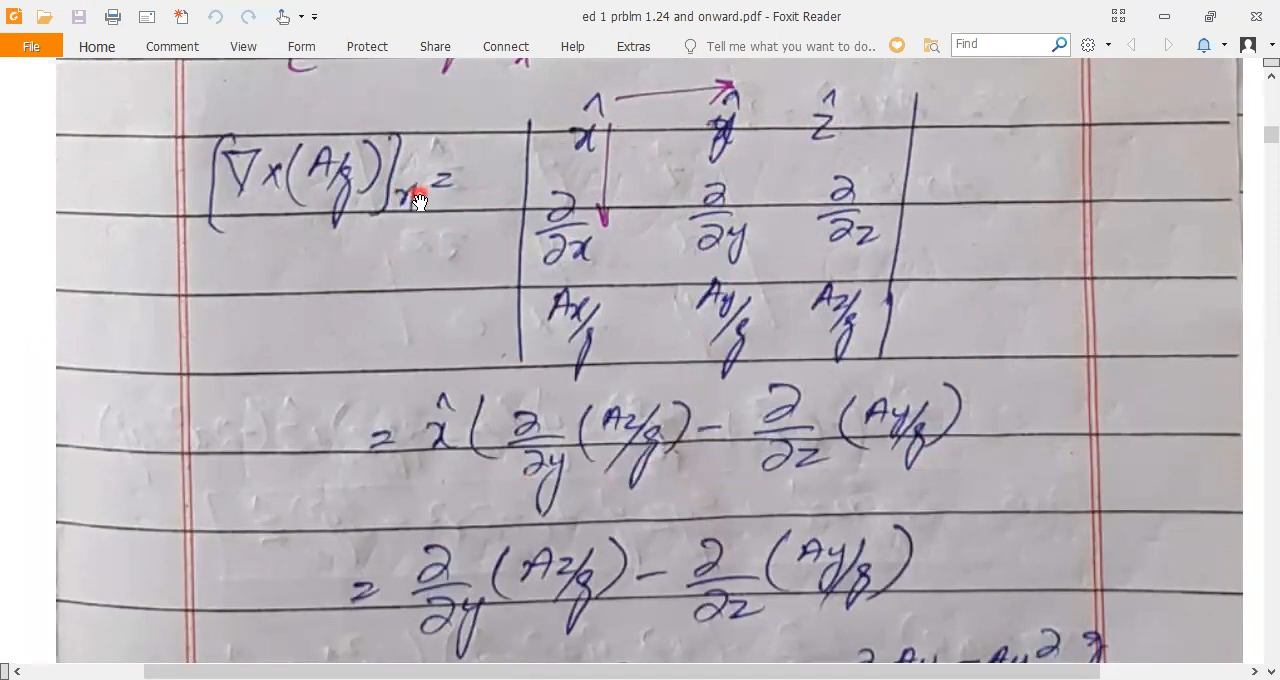 ed 1 prblm 1.24 and onward.pdf - Foxit Reader
File Home Comment View Form Protect Share Connect Help Extras Tell me what you want to do.. Find
x̂ ŷ ẑ
[∇×(A/g)]x =
∂/∂x ∂/∂y ∂/∂z
Ax/g Ay/g Az/g
= x̂ ( ∂/∂y (Az/g) - ∂/∂z (Ay/g)
= ∂/∂y (Az/g) - ∂/∂z (Ay/g)